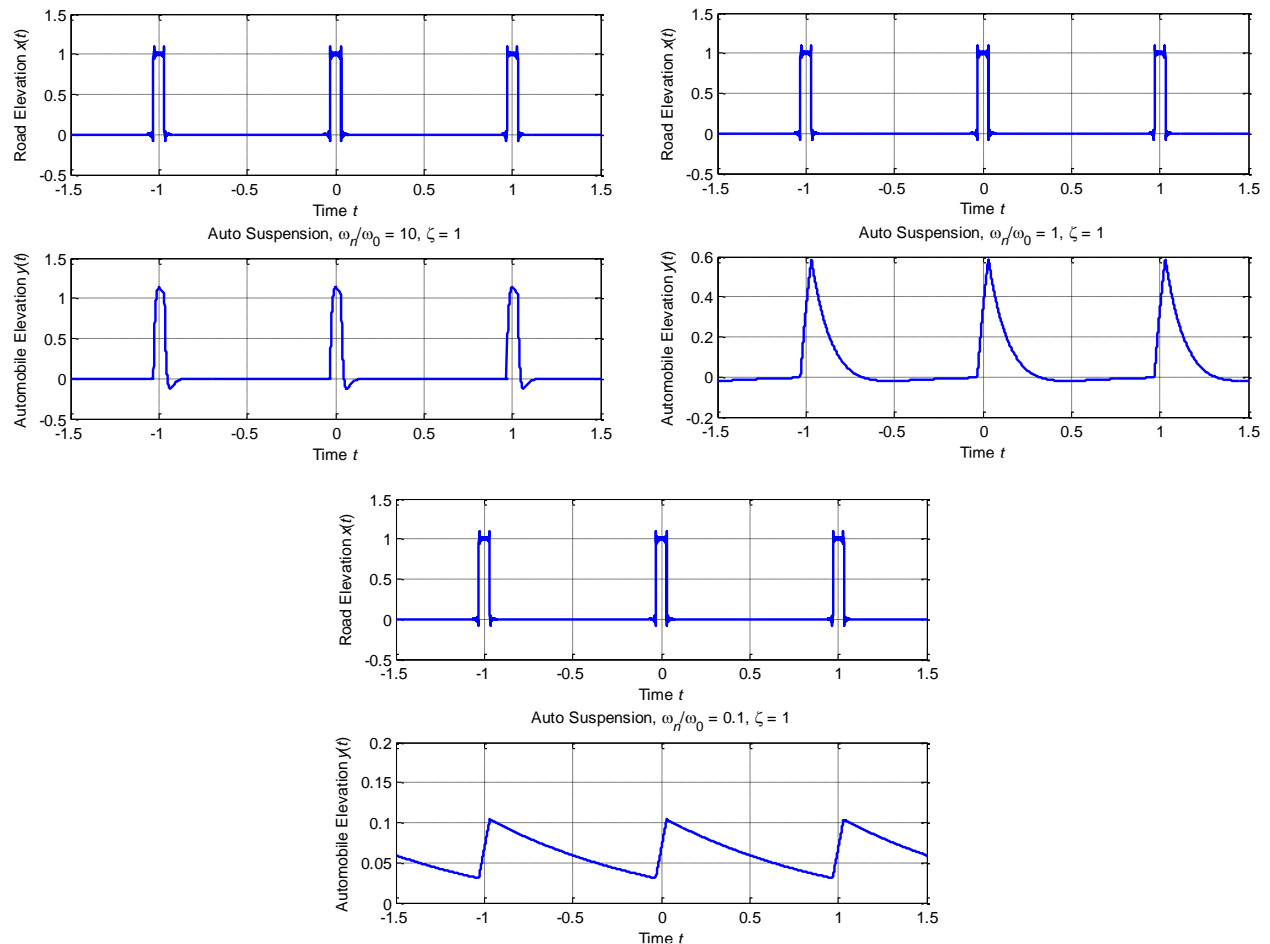 1.5
1
0.5
0
-0.5
Road Elevation x(t)
-1.5 -1 -0.5 0 0.5 1 1.5
Time t
Auto Suspension, ωn/ω0 = 10, ζ = 1
1.5
1
0.5
0
-0.5
Automobile Elevation y(t)
-1.5 -1 -0.5 0 0.5 1 1.5
Time t
1.5
1
0.5
0
-0.5
Road Elevation x(t)
-1.5 -1 -0.5 0 0.5 1 1.5
Time t
Auto Suspension, ωn/ω0 = 1, ζ = 1
0.6
0.4
0.2
0
-0.2
Automobile Elevation y(t)
-1.5 -1 -0.5 0 0.5 1 1.5
Time t
1.5
1
0.5
0
-0.5
Road Elevation x(t)
-1.5 -1 -0.5 0 0.5 1 1.5
Time t
Auto Suspension, ωn/ω0 = 0.1, ζ = 1
0.2
0.15
0.1
0.05
0
Automobile Elevation y(t)
-1.5 -1 -0.5 0 0.5 1 1.5
Time t